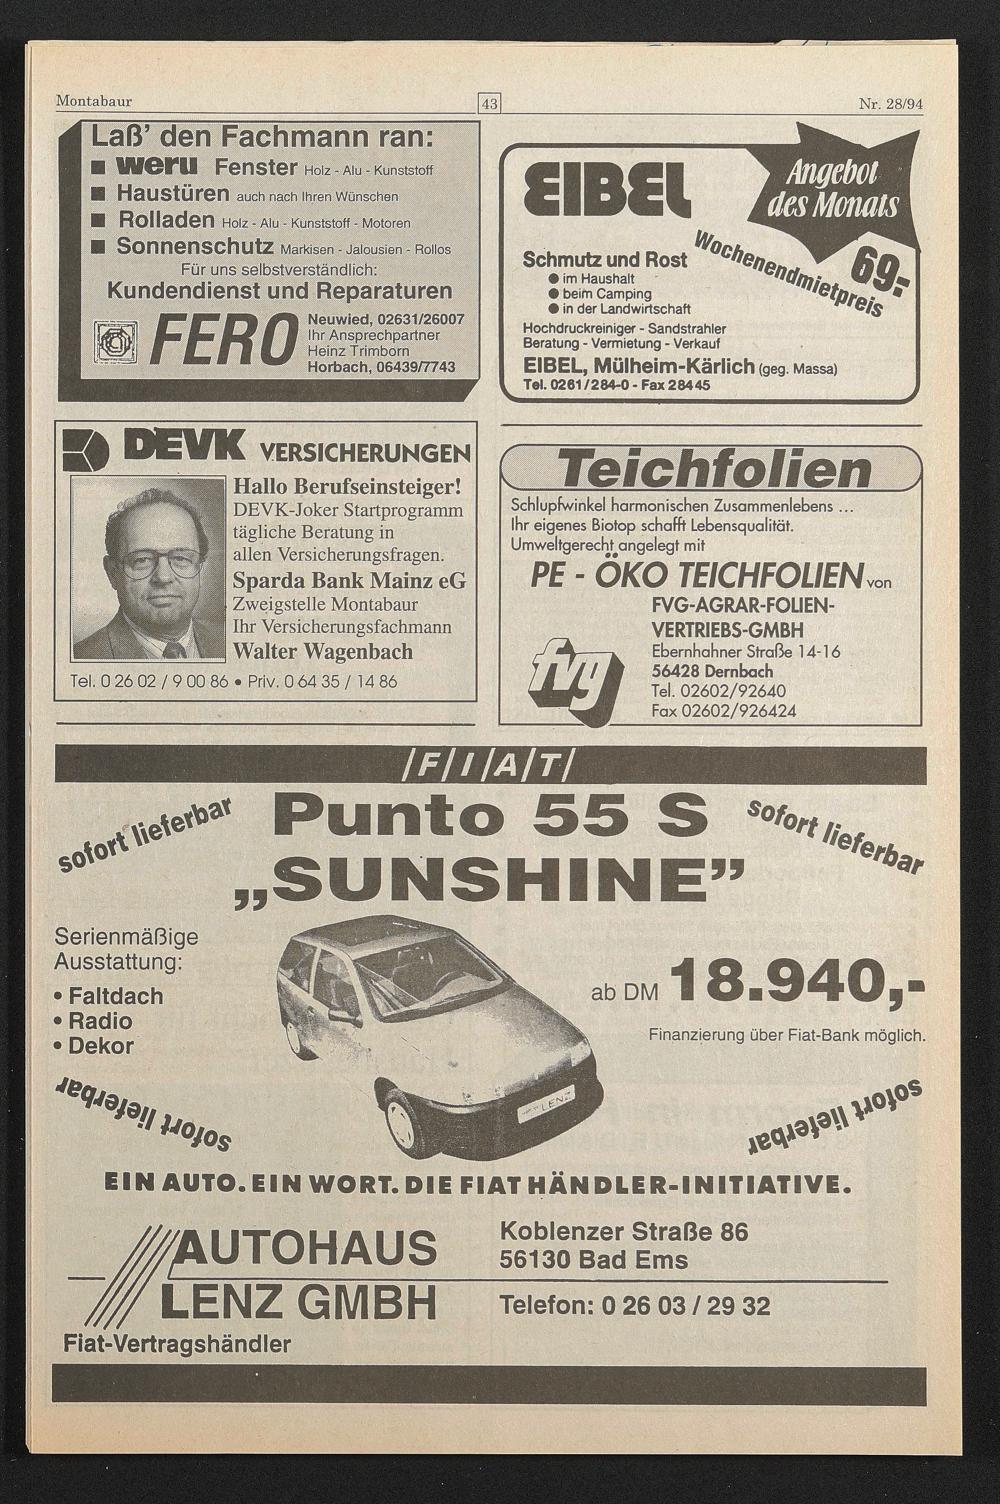 Montabaur
43
Nr. 28/94
Laß' den Fachmann ran:
■ weru Fenster Holz - Alu - Kunststoff
■ Haustüren auch nach Ihren Wünschen
■ Rolladen Holz - Alu - Kunststoff - Motoren
■ Sonnenschutz Markisen - Jalousien - Rollos
Für uns selbstverständlich:
Kundendienst und Reparaturen
FERO
Neuwied, 02631/26007
Ihr Ansprechpartner
Heinz Trimborn
Horbach, 06439/7743
EIBEL
Angebot
des Monats
Wochenendmietpreis
69,-
Schmutz und Rost
● im Haushalt
● beim Camping
● in der Landwirtschaft
Hochdruckreiniger - Sandstrahler
Beratung - Vermietung - Verkauf
EIBEL, Mülheim-Kärlich (geg. Massa)
Tel. 0261/284-0 - Fax 28445
DEVK VERSICHERUNGEN
Hallo Berufseinsteiger!
DEVK-Joker Startprogramm
tägliche Beratung in
allen Versicherungsfragen.
Sparda Bank Mainz eG
Zweigstelle Montabaur
Ihr Versicherungsfachmann
Walter Wagenbach
Tel. 0 26 02 / 9 00 86 • Priv. 0 64 35 / 14 86
Teichfolien
Schlupfwinkel harmonischen Zusammenlebens ...
Ihr eigenes Biotop schafft Lebensqualität.
Umweltgerecht angelegt mit
PE - ÖKO TEICHFOLIEN von
FVG-AGRAR-FOLIEN-
VERTRIEBS-GMBH
Ebernhahner Straße 14-16
56428 Dernbach
Tel. 02602/92640
Fax 02602/926424
fvg
/F/I/A/T/
Punto 55 S
„SUNSHINE”
sofort lieferbar
sofort lieferbar
Serienmäßige
Ausstattung:
• Faltdach
• Radio
• Dekor
ab DM 18.940,-
Finanzierung über Fiat-Bank möglich.
LENZ
sofort lieferbar
sofort lieferbar
EIN AUTO. EIN WORT. DIE FIAT HÄNDLER-INITIATIVE.
AUTOHAUS
LENZ GMBH
Fiat-Vertragshändler
Koblenzer Straße 86
56130 Bad Ems
Telefon: 0 26 03 / 29 32